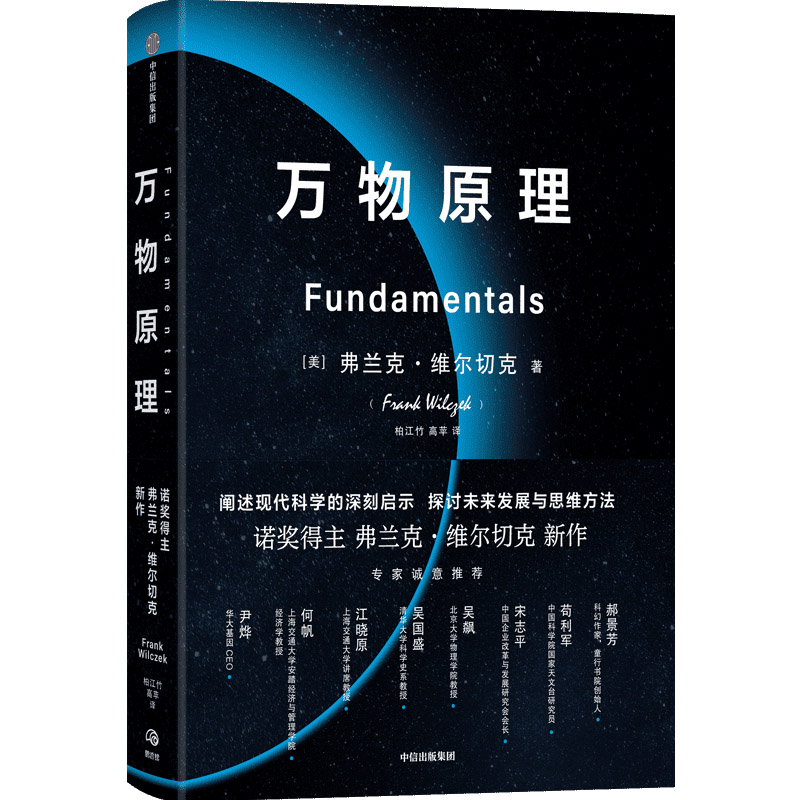 中信出版集团
万物原理
Fundamentals
诺奖得主
弗兰克·维尔切克
新作
Frank
Wilczek
柏江竹
高苹
译
鹦鹉螺
万物原理
Fundamentals
[美] 弗兰克·维尔切克 著
( Frank Wilczek )
柏江竹 高苹 译
阐述现代科学的深刻启示 探讨未来发展与思维方法
诺奖得主 弗兰克·维尔切克 新作
专家诚意推荐
郝景芳
科幻作家、童行书院创始人
苟利军
中国科学院国家天文台研究员
宋志平
中国企业改革与发展研究会会长
吴飙
北京大学物理学院教授
吴国盛
清华大学科学史系教授
江晓原
上海交通大学讲席教授
何帆
上海交通大学安泰经济与管理学院
经济学教授
尹烨
华大基因CEO
中信出版集团